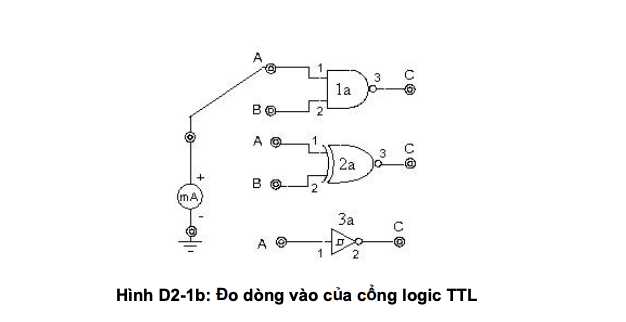 A 1 1a 3 C
B 2
A 1 2a 3 C
B 2
+
mA
-
3a
A 1 2 C
Hình D2-1b: Đo dòng vào của cổng logic TTL